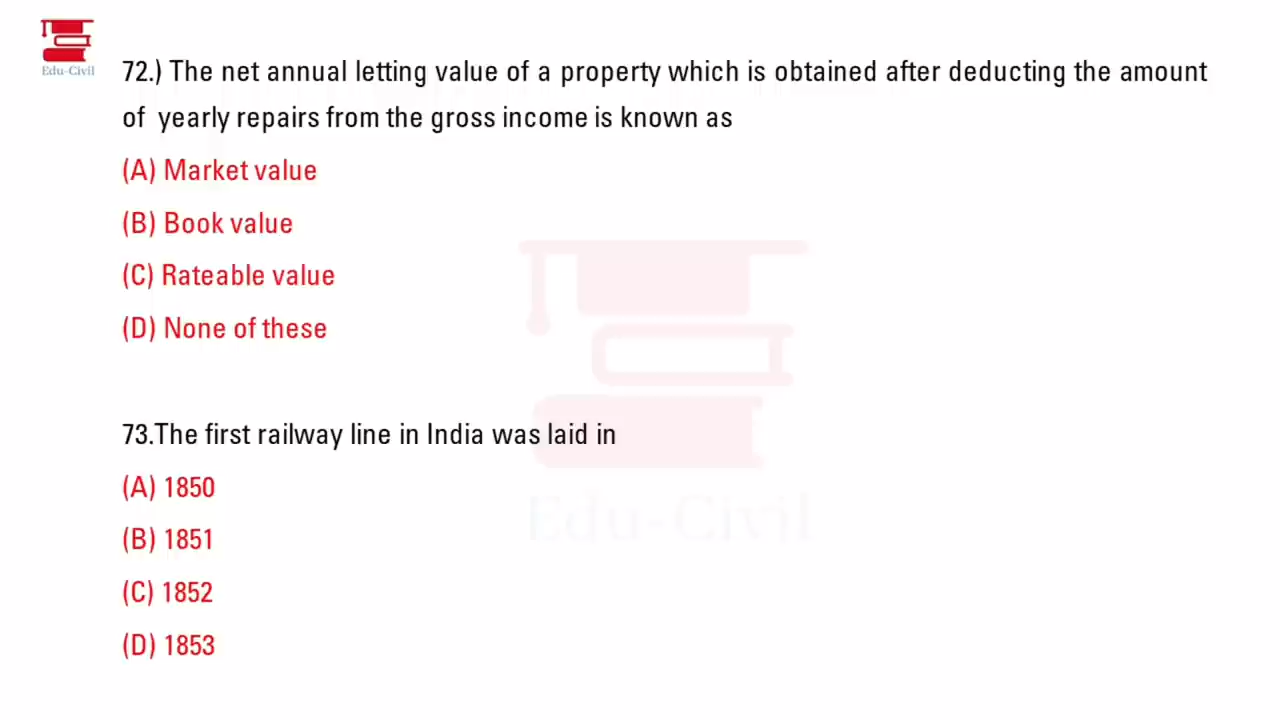 Edu-Civil
72.) The net annual letting value of a property which is obtained after deducting the amount
of yearly repairs from the gross income is known as
(A) Market value
(B) Book value
(C) Rateable value
(D) None of these
73.The first railway line in India was laid in
(A) 1850
(B) 1851
Edu-Civil
(C) 1852
(D) 1853